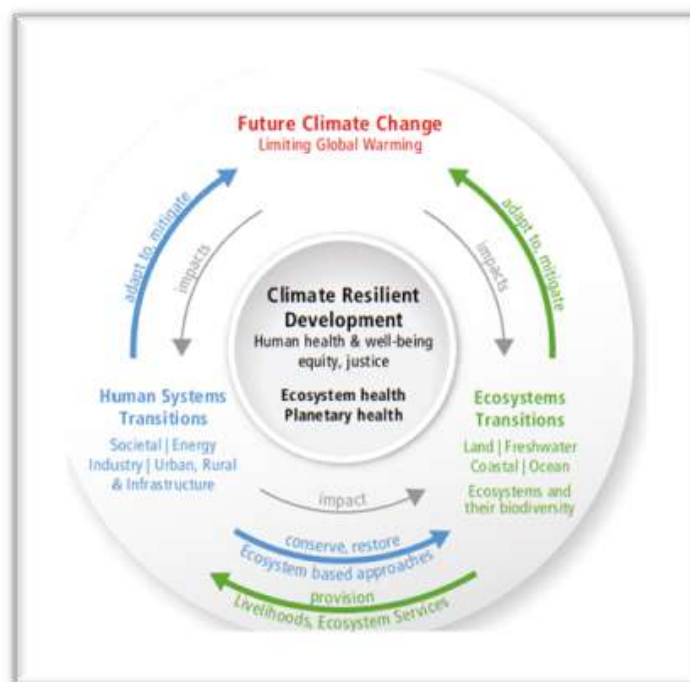 Future Climate Change
Limiting Global Warming
adapt to, mitigate
impacts
impacts
adapt to, mitigate
Climate Resilient
Development
Human health & well-being
equity, justice
Ecosystem health
Planetary health
Human Systems
Transitions
Societal | Energy
Industry | Urban, Rural
& Infrastructure
Ecosystems
Transitions
Land | Freshwater
Coastal | Ocean
Ecosystems and
their biodiversity
impact
conserve, restore
Ecosystem based approaches
provision
Livelihoods, Ecosystem Services